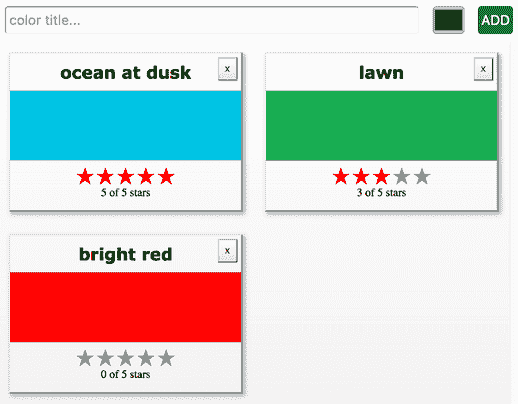 color title... ADD
ocean at dusk x
5 of 5 stars
lawn x
3 of 5 stars
bright red x
0 of 5 stars